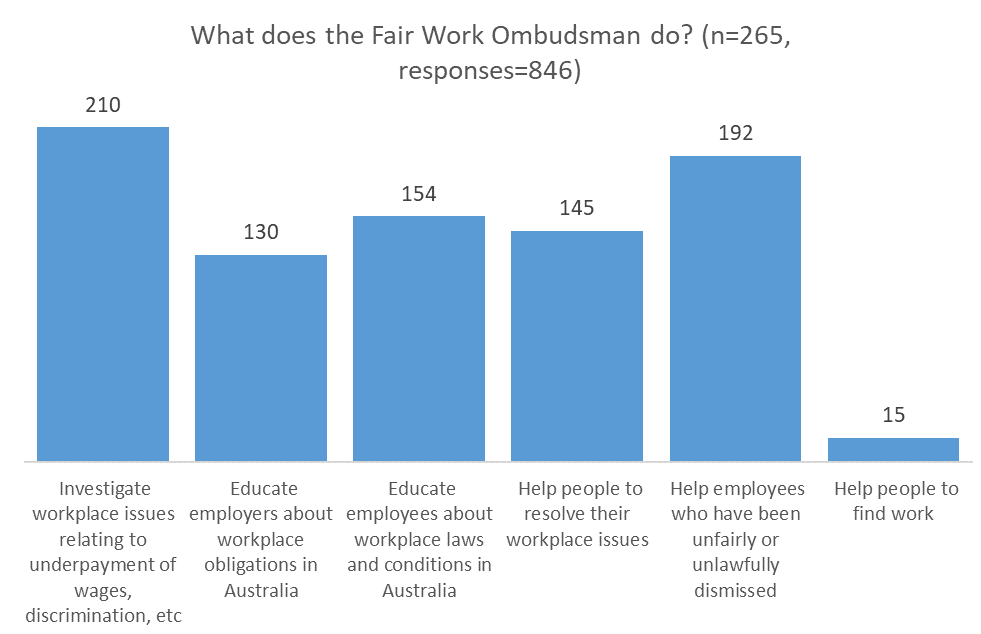 What does the Fair Work Ombudsman do? (n=265,
responses=846)
210
130
154
145
192
15
Investigate
workplace issues
relating to
underpayment of
wages,
discrimination, etc
Educate
employers about
workplace
obligations in
Australia
Educate
employees about
workplace laws
and conditions in
Australia
Help people to
resolve their
workplace issues
Help employees
who have been
unfairly or
unlawfully
dismissed
Help people to
find work